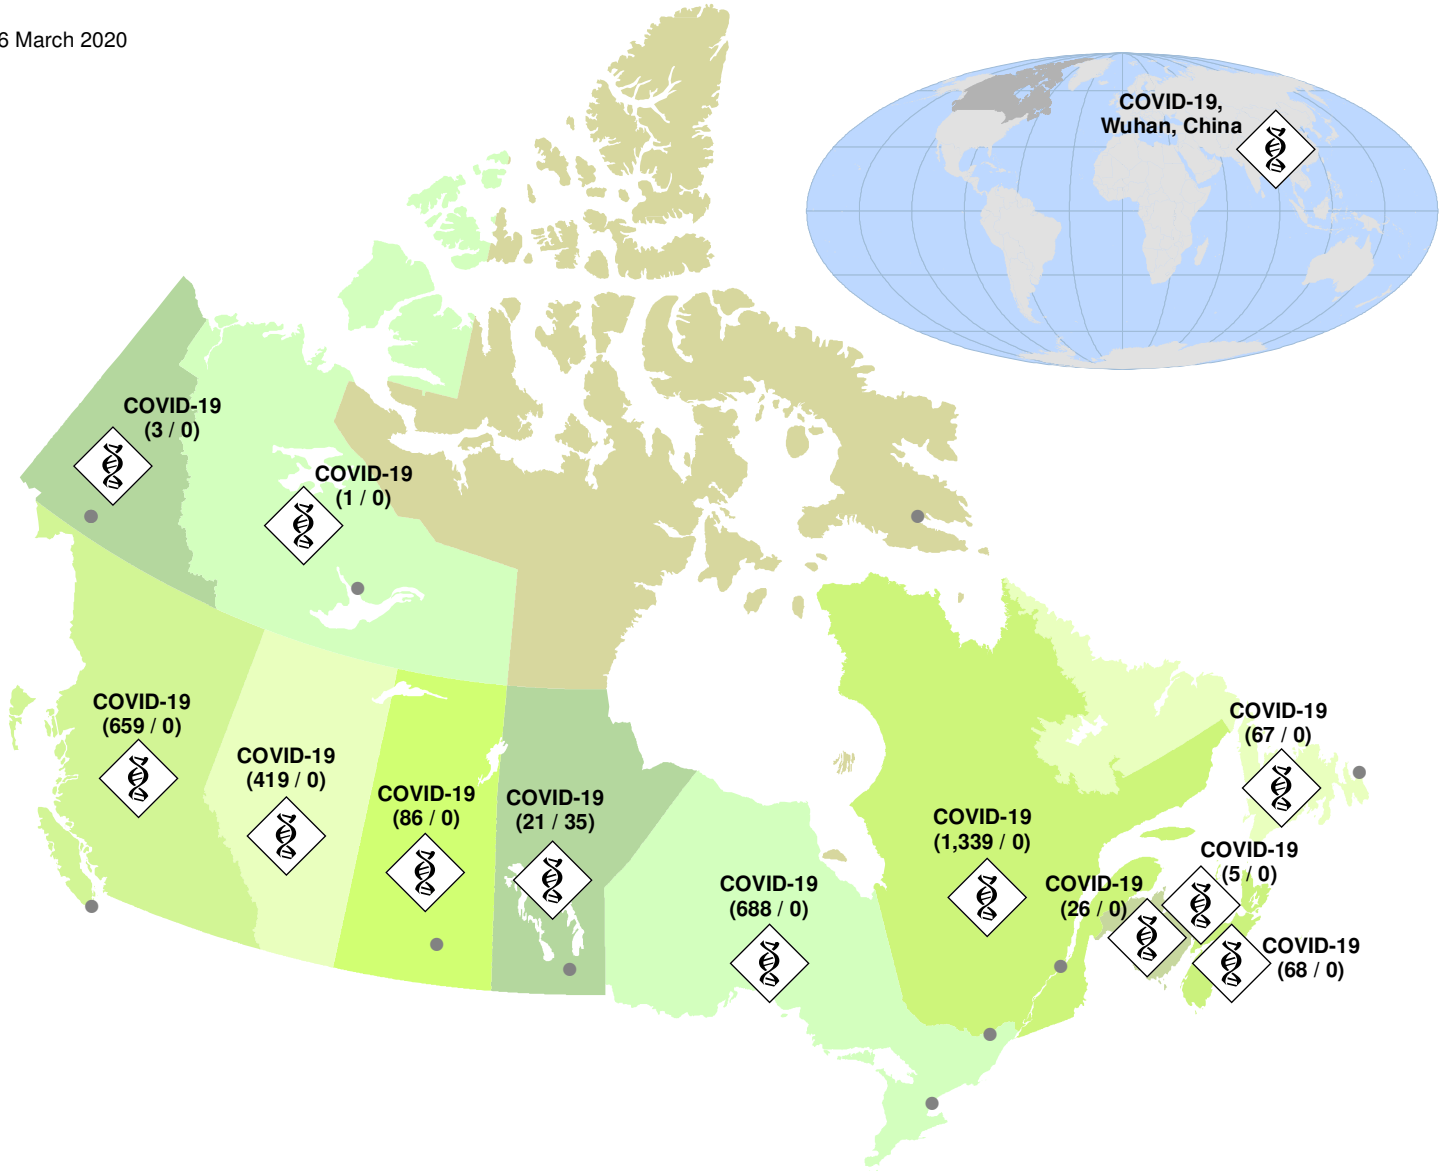 6 March 2020
COVID-19,
Wuhan, China
COVID-19
(3 / 0)
COVID-19
(1 / 0)
COVID-19
(659 / 0)
COVID-19
(419 / 0)
COVID-19
(86 / 0)
COVID-19
(21 / 35)
COVID-19
(688 / 0)
COVID-19
(1,339 / 0)
COVID-19
(26 / 0)
COVID-19
(67 / 0)
COVID-19
(5 / 0)
COVID-19
(68 / 0)